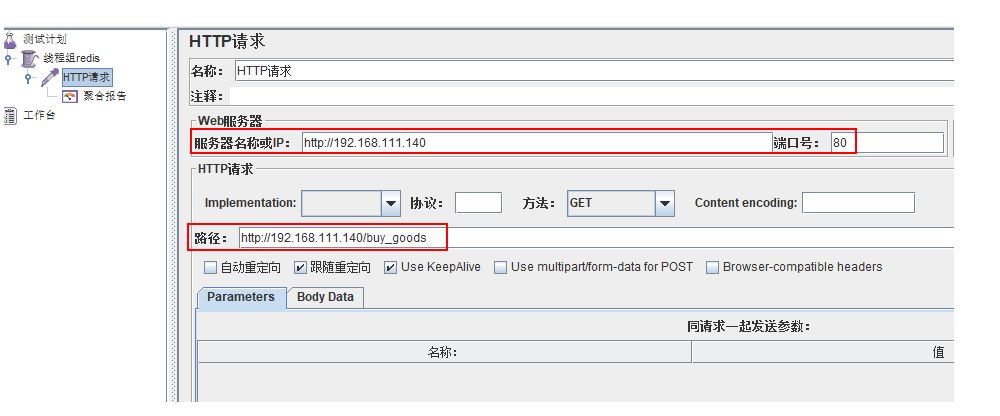 测试计划
线程组redis
HTTP请求
聚合报告
工作台
HTTP请求
名称： HTTP请求
注释：
Web服务器
服务器名称或IP： http://192.168.111.140 端口号： 80
HTTP请求
Implementation: 协议： 方法： GET Content encoding:
路径： http://192.168.111.140/buy_goods
自动重定向 跟随重定向 Use KeepAlive Use multipart/form-data for POST Browser-compatible headers
Parameters Body Data
同请求一起发送参数：
名称： 值